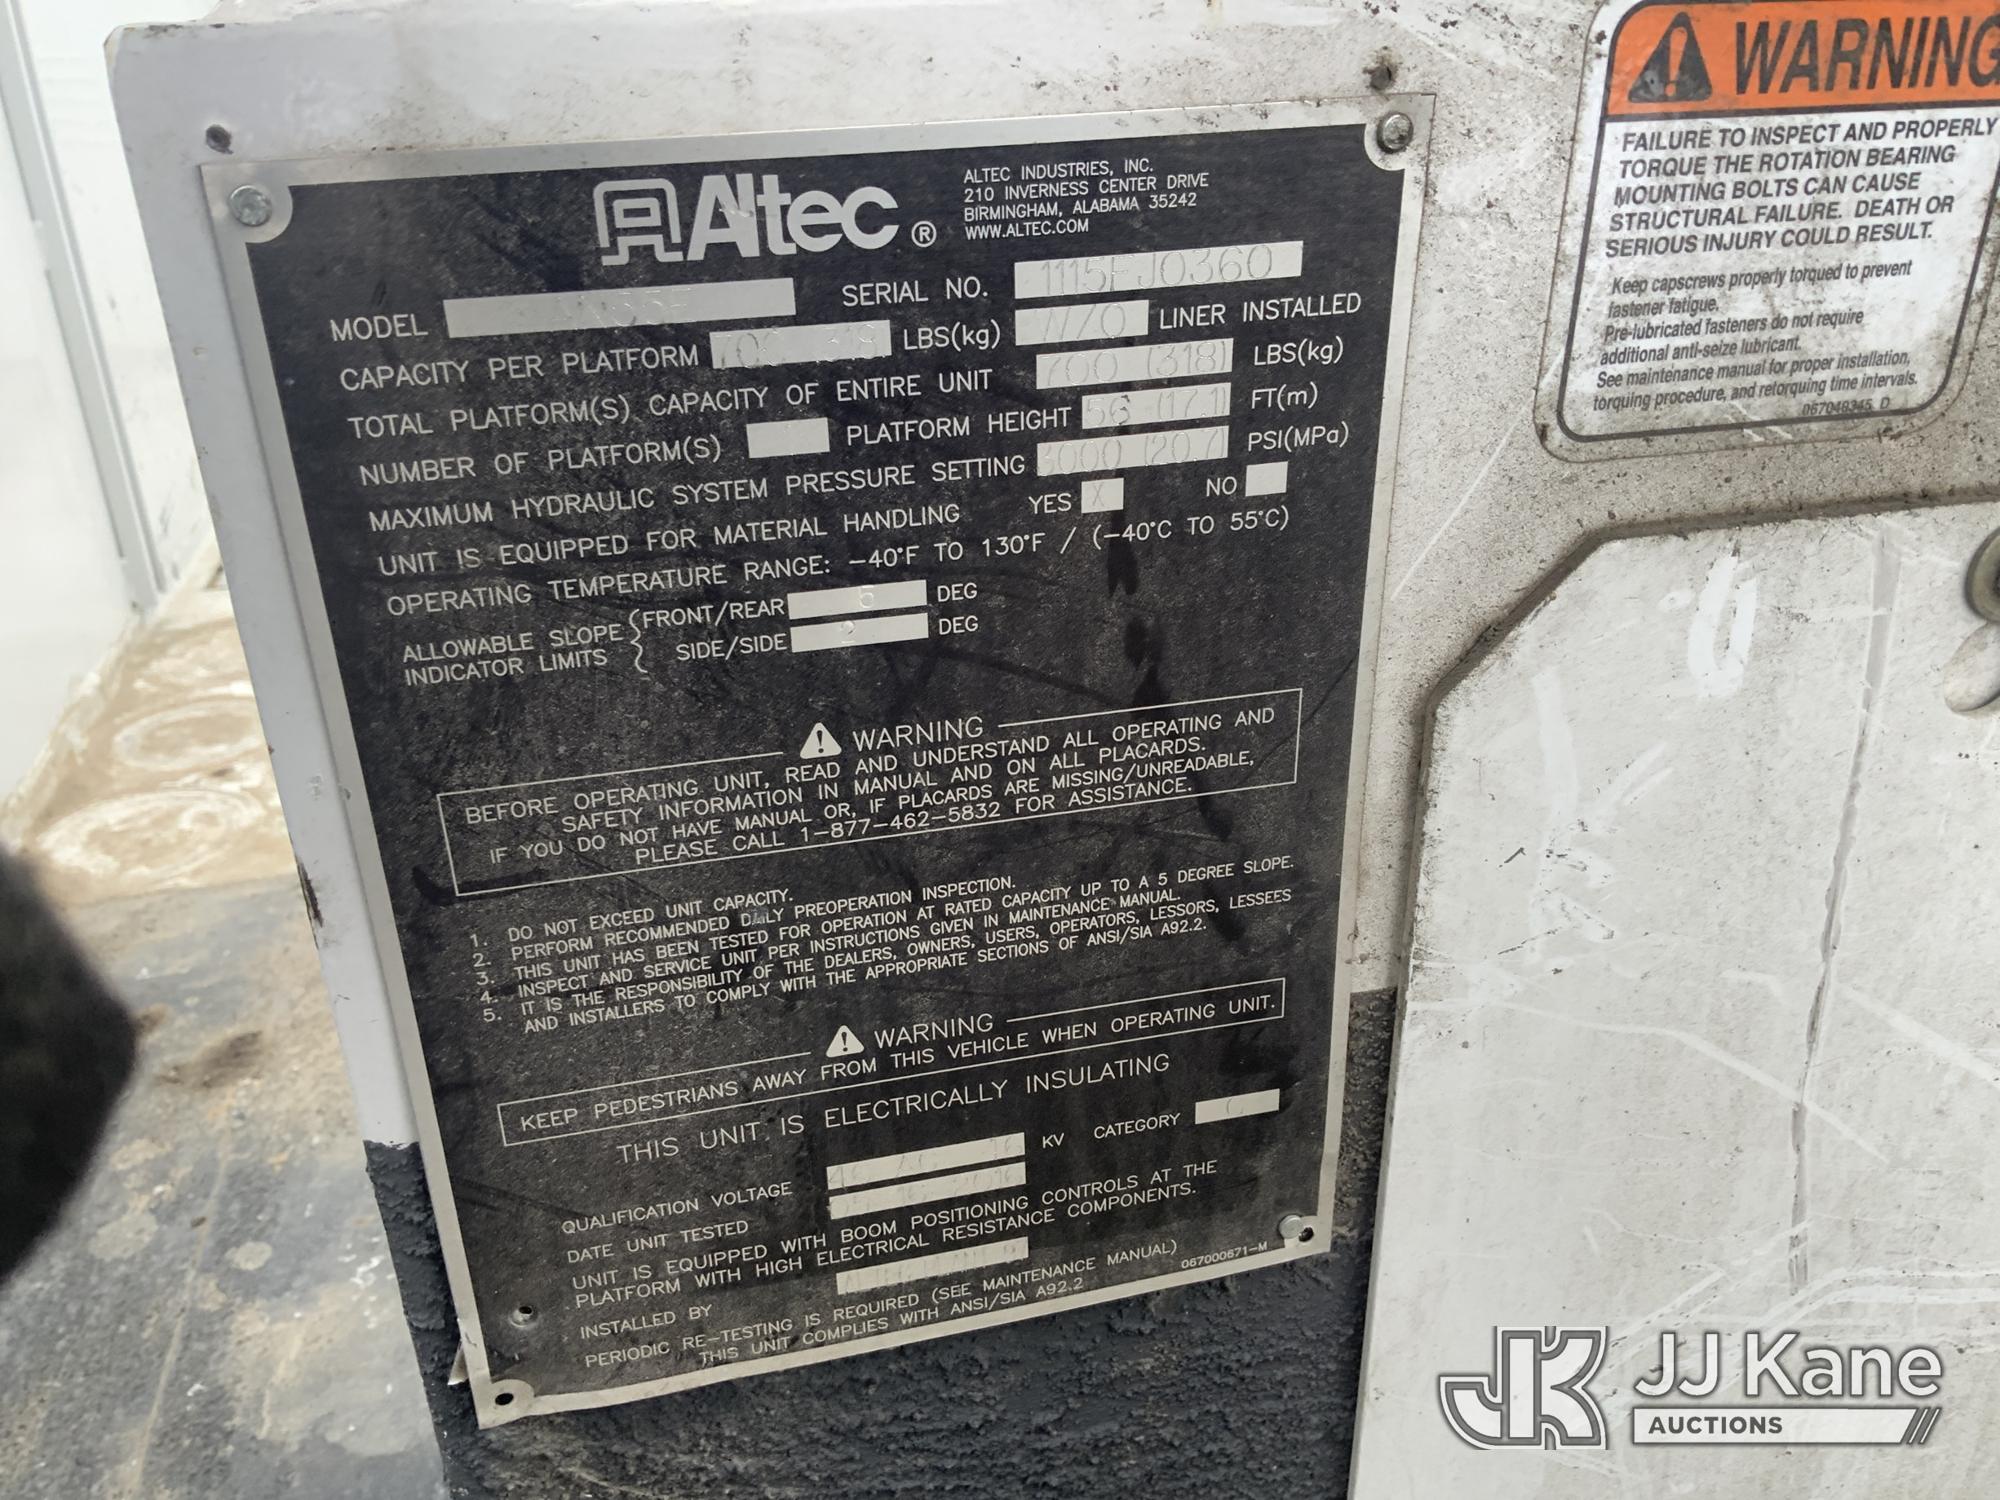 Altec ®
ALTEC INDUSTRIES, INC.
210 INVERNESS CENTER DRIVE
BIRMINGHAM, ALABAMA 35242
WWW.ALTEC.COM
MODEL SERIAL NO. 1115FJ0360
CAPACITY PER PLATFORM 700 (318) LBS(kg) W/O LINER INSTALLED
TOTAL PLATFORM(S) CAPACITY OF ENTIRE UNIT 700 (318) LBS(kg)
NUMBER OF PLATFORM(S) PLATFORM HEIGHT 56 (17.1) FT(m)
MAXIMUM HYDRAULIC SYSTEM PRESSURE SETTING 3000 (20.7) PSI(MPa)
UNIT IS EQUIPPED FOR MATERIAL HANDLING YES X NO
OPERATING TEMPERATURE RANGE: -40°F TO 130°F / (-40°C TO 55°C)
ALLOWABLE SLOPE INDICATOR LIMITS { FRONT/REAR 5 DEG
SIDE/SIDE 2 DEG
WARNING
BEFORE OPERATING UNIT, READ AND UNDERSTAND ALL OPERATING AND
SAFETY INFORMATION IN MANUAL AND ON ALL PLACARDS.
IF YOU DO NOT HAVE MANUAL OR, IF PLACARDS ARE MISSING/UNREADABLE,
PLEASE CALL 1-877-462-5832 FOR ASSISTANCE.
1. DO NOT EXCEED UNIT CAPACITY.
2. PERFORM RECOMMENDED DAILY PREOPERATION INSPECTION.
3. THIS UNIT HAS BEEN TESTED FOR OPERATION AT RATED CAPACITY UP TO A 5 DEGREE SLOPE.
4. INSPECT AND SERVICE UNIT PER INSTRUCTIONS GIVEN IN MAINTENANCE MANUAL.
5. IT IS THE RESPONSIBILITY OF THE DEALERS, OWNERS, USERS, OPERATORS, LESSORS, LESSEES
AND INSTALLERS TO COMPLY WITH THE APPROPRIATE SECTIONS OF ANSI/SIA A92.2.
WARNING
KEEP PEDESTRIANS AWAY FROM THIS VEHICLE WHEN OPERATING UNIT.
THIS UNIT IS ELECTRICALLY INSULATING
QUALIFICATION VOLTAGE 46 KV CATEGORY C
DATE UNIT TESTED
UNIT IS EQUIPPED WITH BOOM POSITIONING CONTROLS AT THE
PLATFORM WITH HIGH ELECTRICAL RESISTANCE COMPONENTS.
INSTALLED BY
PERIODIC RE-TESTING IS REQUIRED (SEE MAINTENANCE MANUAL)
THIS UNIT COMPLIES WITH ANSI/SIA A92.2
067000671-M
WARNING
FAILURE TO INSPECT AND PROPERLY
TORQUE THE ROTATION BEARING
MOUNTING BOLTS CAN CAUSE
STRUCTURAL FAILURE. DEATH OR
SERIOUS INJURY COULD RESULT.
Keep capscrews properly torqued to prevent
fastener fatigue.
Pre-lubricated fasteners do not require
additional anti-seize lubricant.
See maintenance manual for proper installation,
torquing procedure, and retorquing time intervals.
067049345 D
JK JJ Kane
AUCTIONS